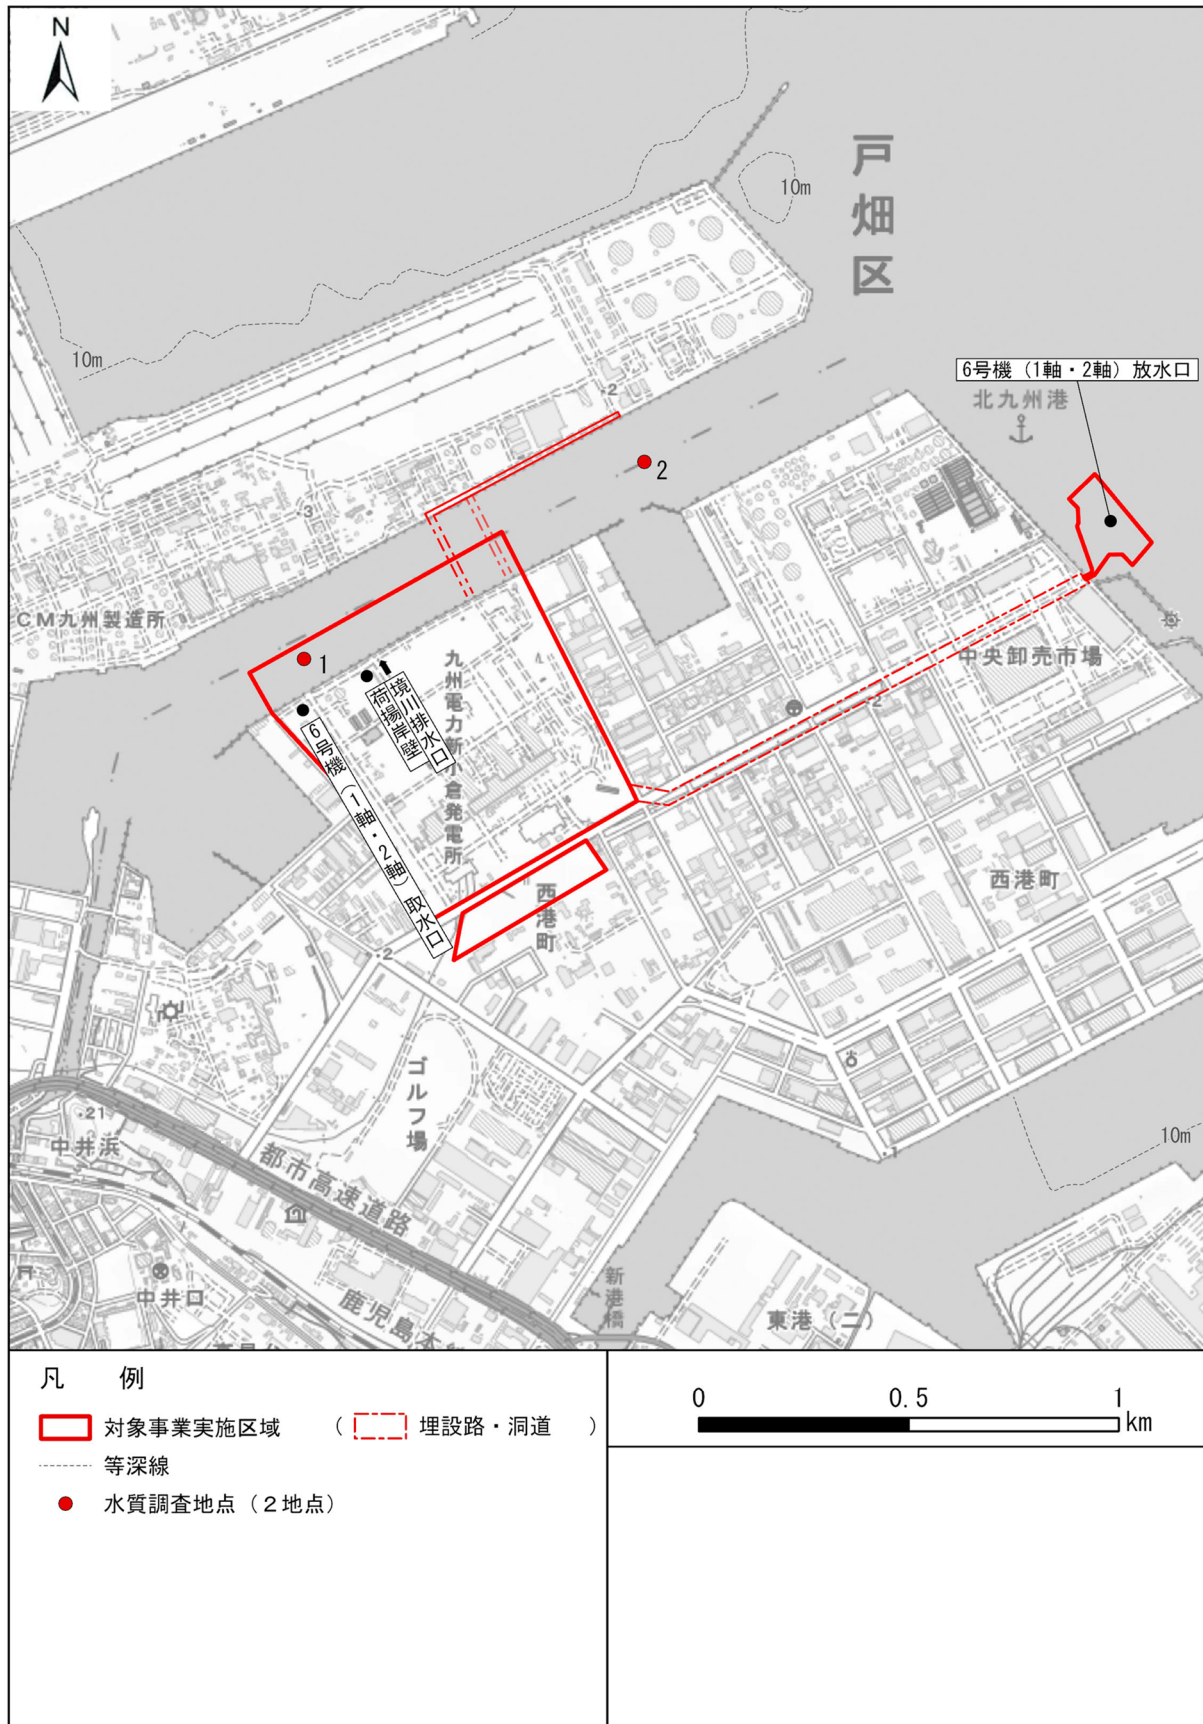 N
戸畑区
10m
10m
6号機（1軸・2軸）放水口
北九州港
2
2
3
CM九州製造所
1
中央卸売市場
九州電力新小倉発電所
境川排水口
荷揚岸壁
6号機（1軸・2軸）取水口
2
西港町
西港町
2
ゴルフ場
21
中井浜
都市高速道路
10m
中井口
鹿児島本
新港橋
東港（二）
凡　例
対象事業実施区域　（　埋設路・洞道　）
等深線
水質調査地点（２地点）
0 0.5 1
km